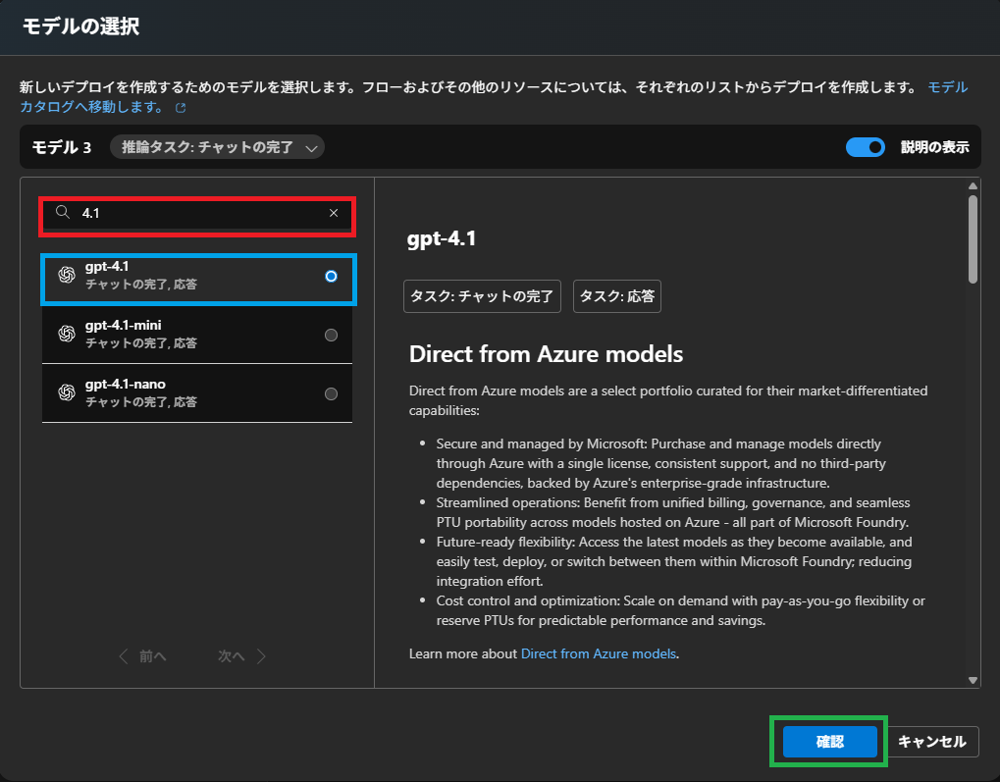 モデルの選択
新しいデプロイを作成するためのモデルを選択します。フローおよびその他のリソースについては、それぞれのリストからデプロイを作成します。 モデル
カタログへ移動します。
モデル 3
推論タスク: チャットの完了
説明の表示
4.1
gpt-4.1
チャットの完了, 応答
gpt-4.1-mini
チャットの完了, 応答
gpt-4.1-nano
チャットの完了, 応答
前へ
次へ
gpt-4.1
タスク: チャットの完了
タスク: 応答
Direct from Azure models
Direct from Azure models are a select portfolio curated for their market-differentiated
capabilities:
• Secure and managed by Microsoft: Purchase and manage models directly
through Azure with a single license, consistent support, and no third-party
dependencies, backed by Azure's enterprise-grade infrastructure.
• Streamlined operations: Benefit from unified billing, governance, and seamless
PTU portability across models hosted on Azure - all part of Microsoft Foundry.
• Future-ready flexibility: Access the latest models as they become available, and
easily test, deploy, or switch between them within Microsoft Foundry; reducing
integration effort.
• Cost control and optimization: Scale on demand with pay-as-you-go flexibility or
reserve PTUs for predictable performance and savings.
Learn more about Direct from Azure models.
確認
キャンセル